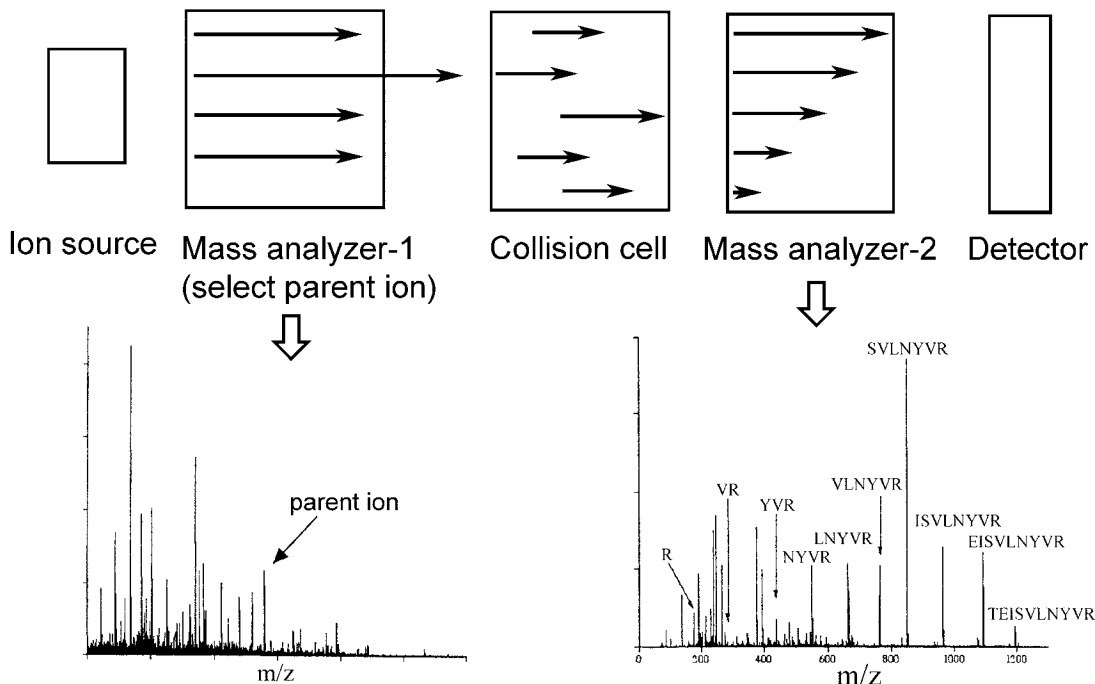 Ion source
Mass analyzer-1
(select parent ion)
Collision cell
Mass analyzer-2
Detector
parent ion
m/z
SVLNYVR
VR
YVR
VLNYVR
ISVLNYVR
LNYVR
EISVLNYVR
R
NYVR
TEISVLNYVR
0
200
400
600
800
1000
1200
m/z